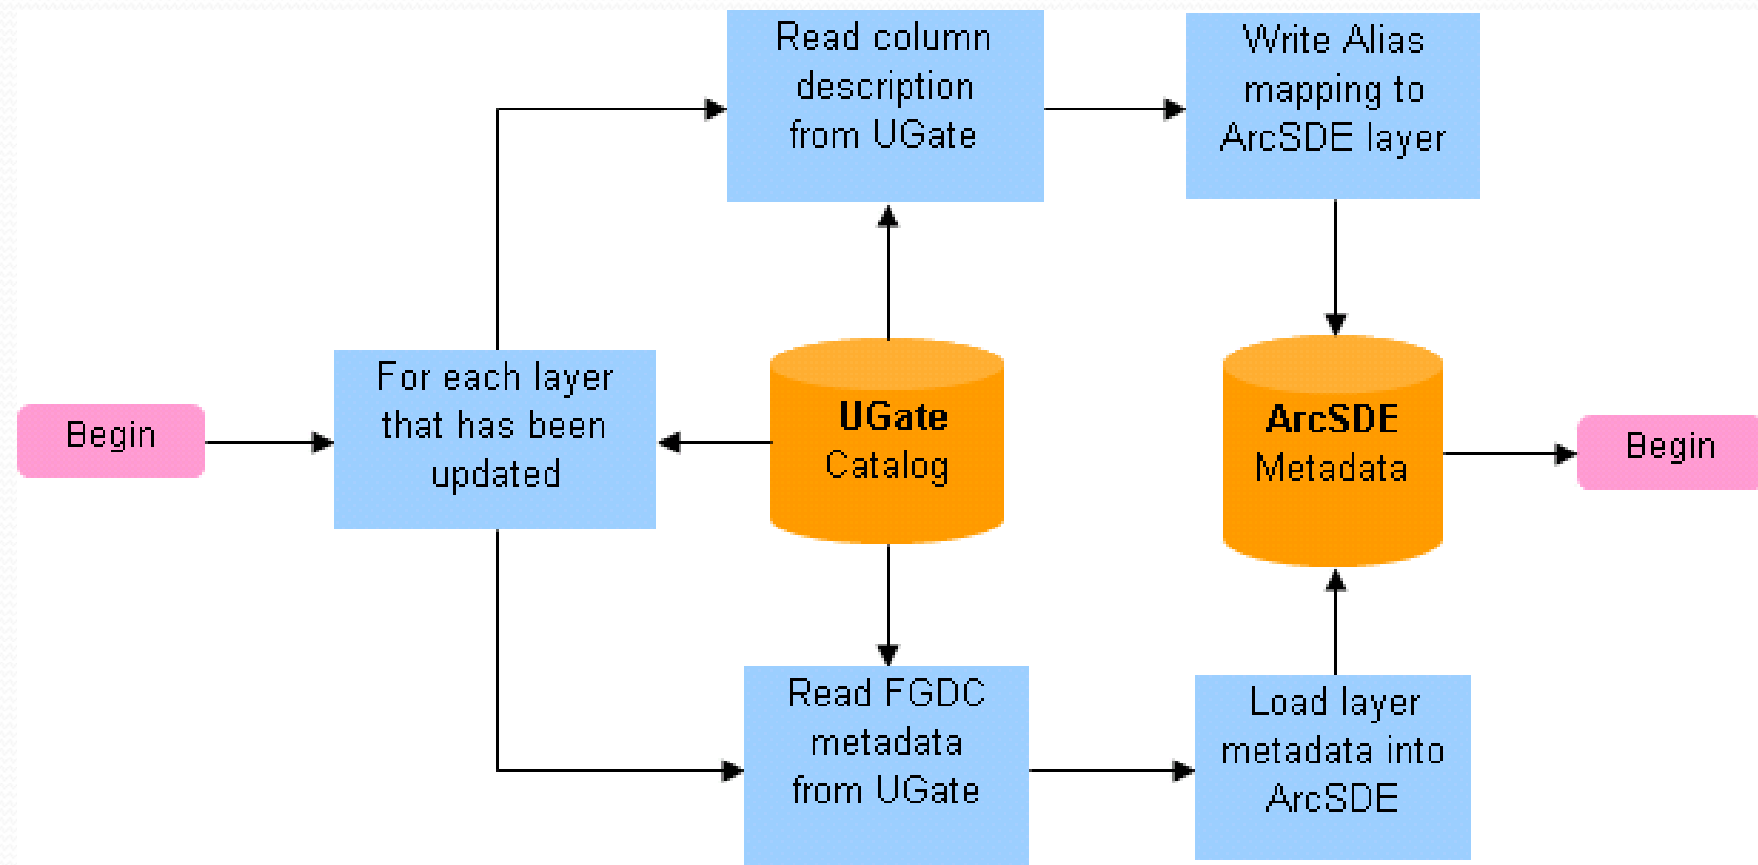 Read column
description
from UGate
Write Alias
mapping to
ArcSDE layer
Begin
For each layer
that has been
updated
UGate
Catalog
ArcSDE
Metadata
Begin
Read FGDC
metadata
from UGate
Load layer
metadata into
ArcSDE